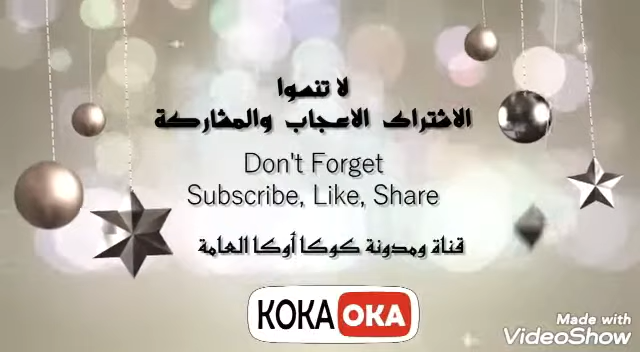 لا تنسوا
الاشتراك الاعجاب والمشاركة
Don't Forget
Subscribe, Like, Share
قناة ومدونة كوكا أوكا العامة
KOKA OKA
Made with
VideoShow